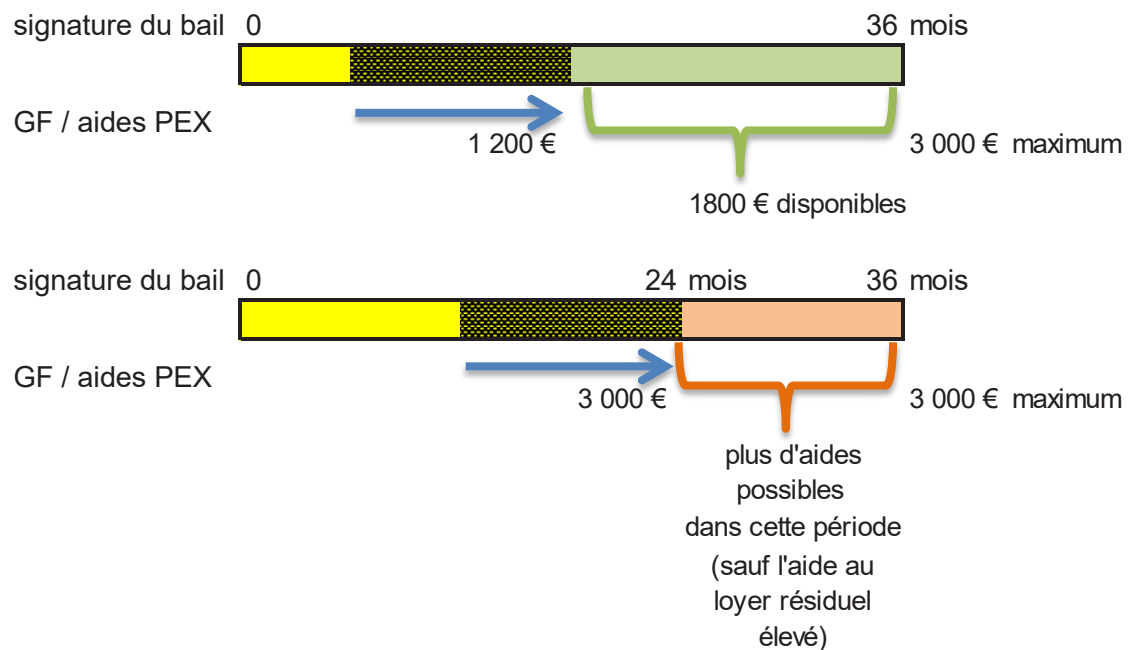 signature du bail 0 36 mois
GF / aides PEX
1 200 €
3 000 € maximum
1800 € disponibles
signature du bail 0 24 mois 36 mois
GF / aides PEX
3 000 €
3 000 € maximum
plus d'aides
possibles
dans cette période
(sauf l'aide au
loyer résiduel
élevé)